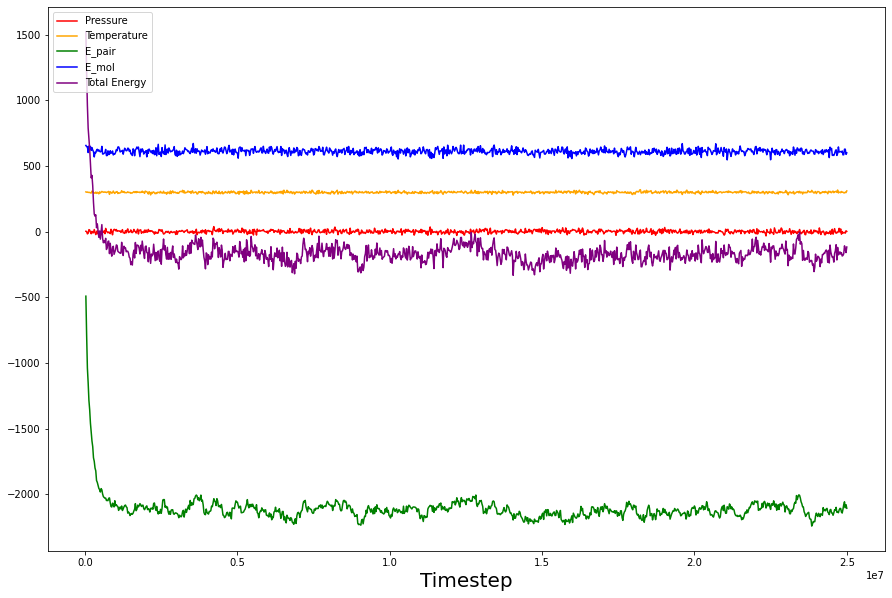 Pressure
Temperature
E_pair
E_mol
Total Energy
1500
1000
500
0
−500
−1000
−1500
−2000
0.0 0.5 1.0 1.5 2.0 2.5
1e7
Timestep